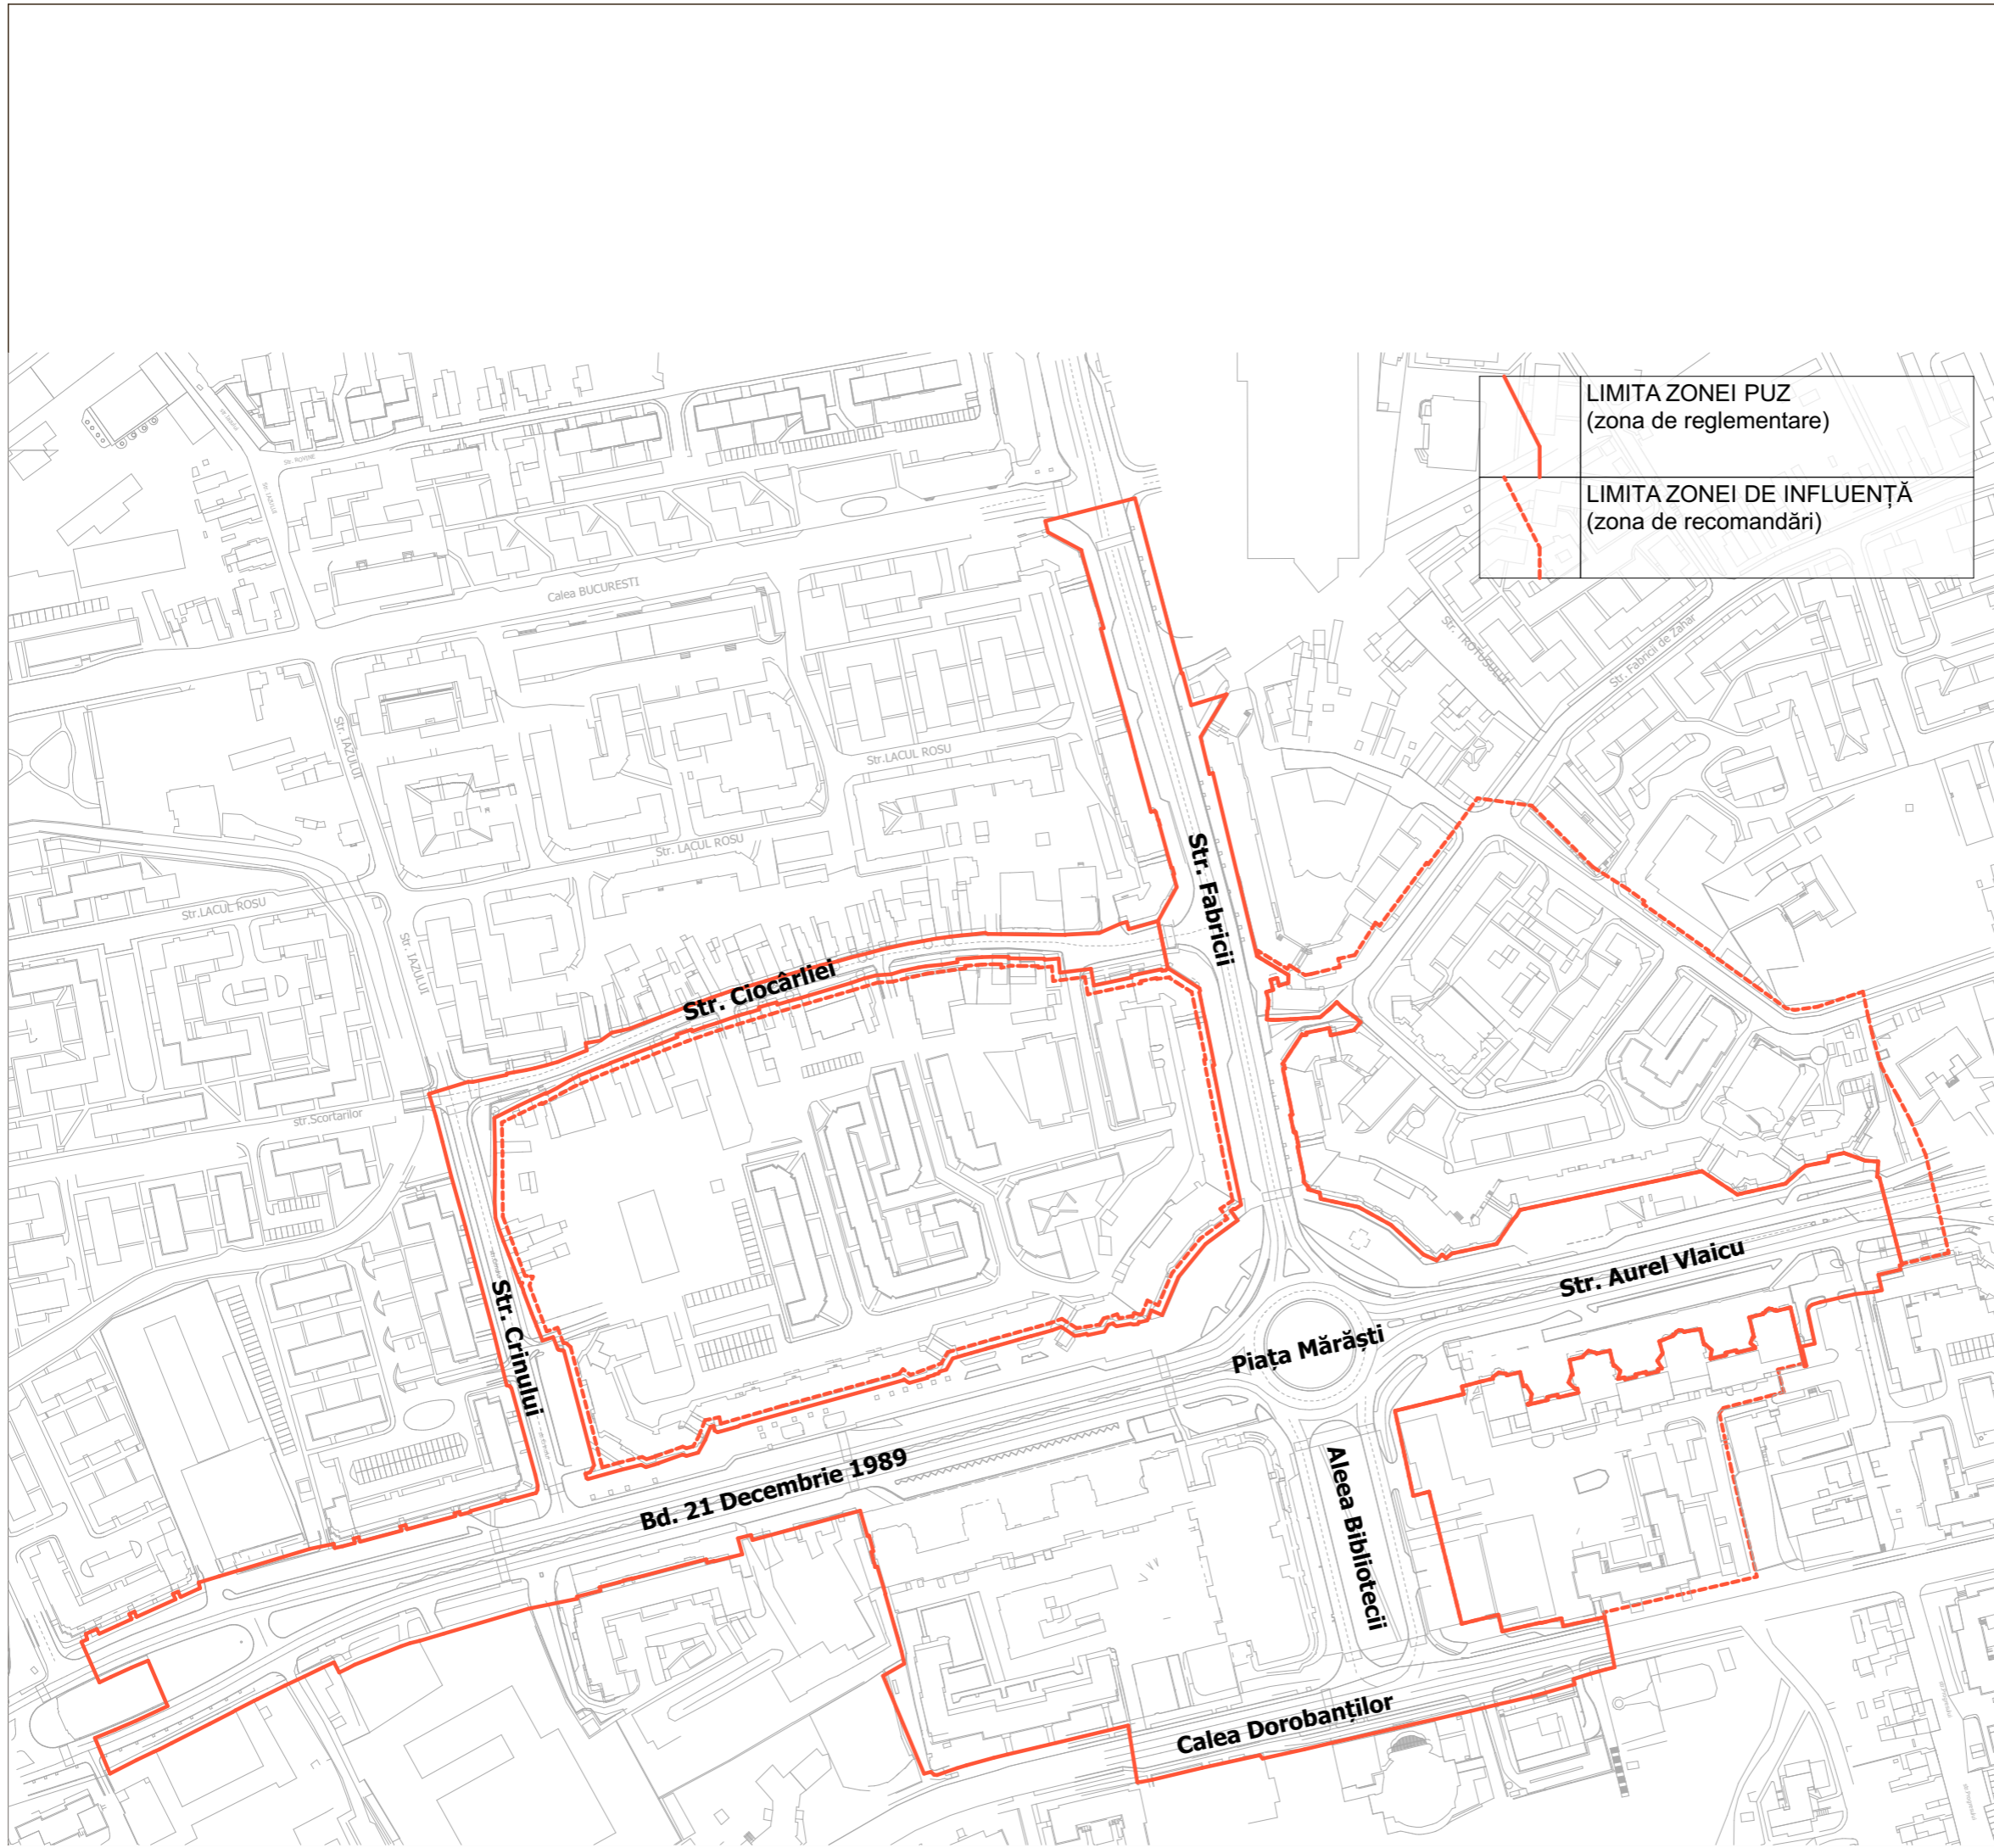 LIMITA ZONEI PUZ
(zona de reglementare)
LIMITA ZONEI DE INFLUENȚĂ
(zona de recomandări)
Calea BUCURESTI
Str. TROTUSULUI
Str. Fabricii de Zahar
Str. IAZULUI
Str.LACUL ROSU
Str. LACUL ROSU
Str.LACUL ROSU
Str. IAZULUI
Str. Fabricii
Str. Ciocârliei
str.Scortarilor
Str. Crinului
Str. Aurel Vlaicu
Piața Mărăști
Bd. 21 Decembrie 1989
Aleea Bibliotecii
Calea Dorobanților